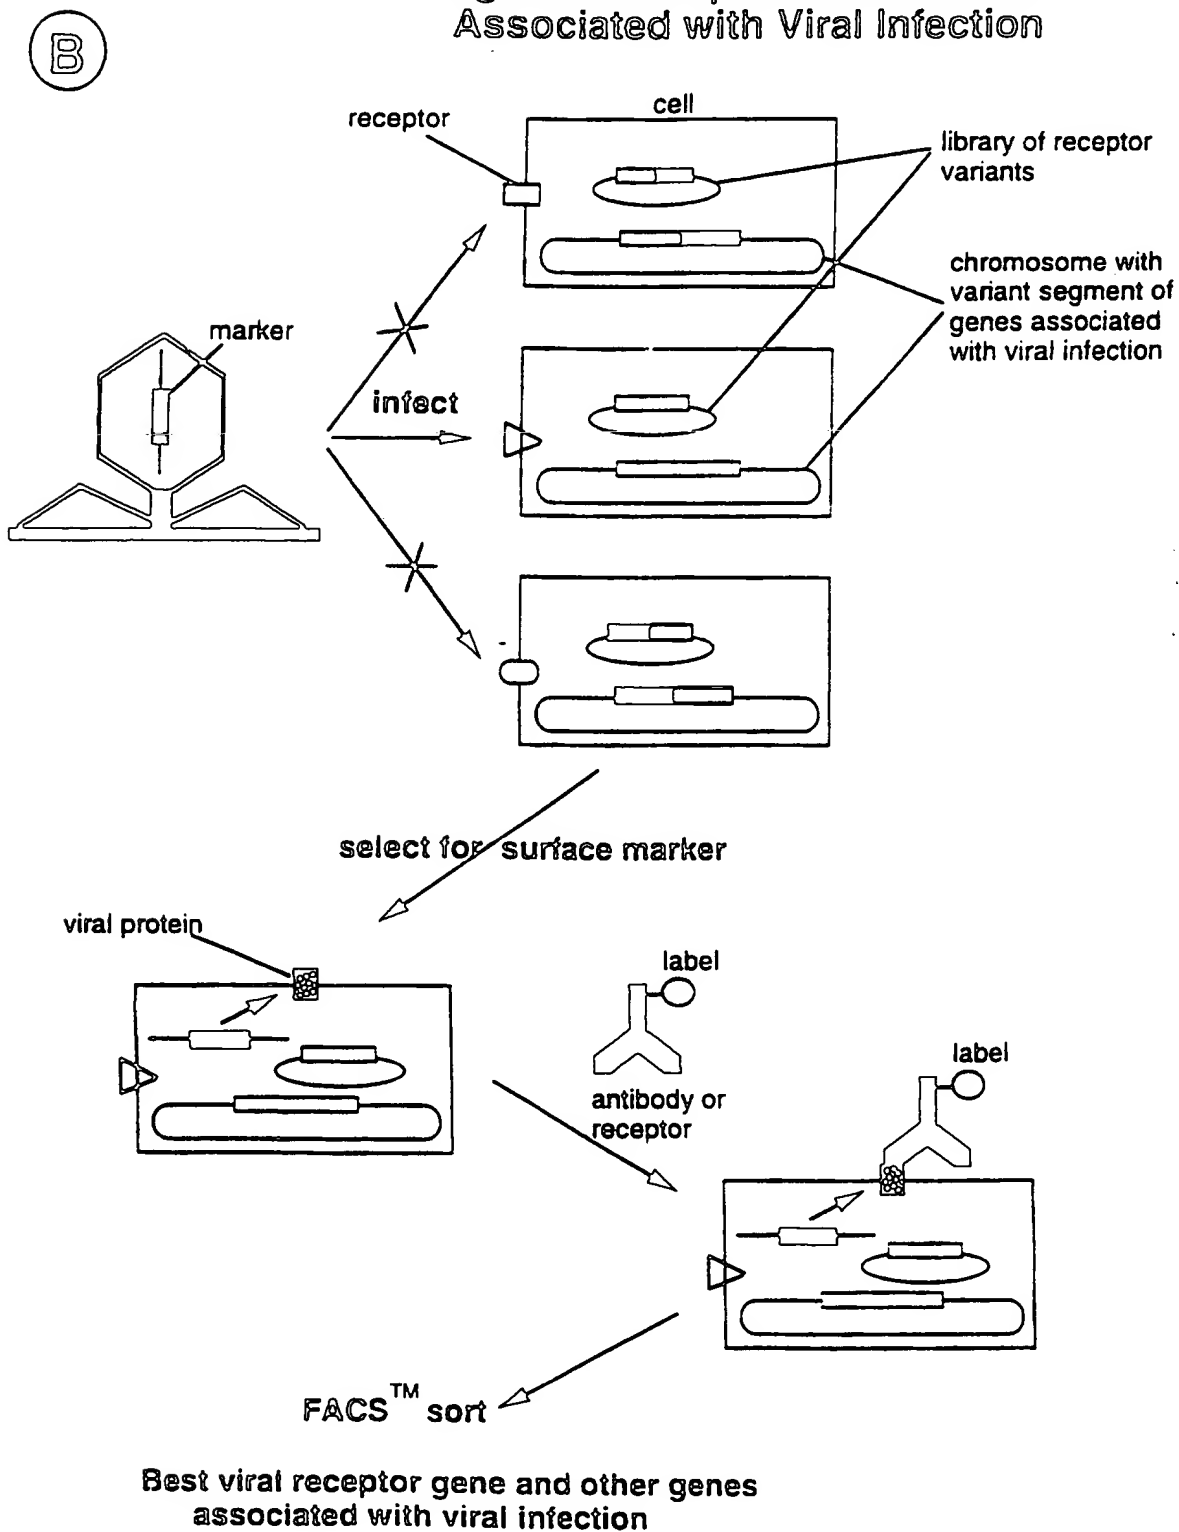 Associated with Viral Infection
B
cell
receptor
library of receptor
variants
chromosome with
variant segment of
genes associated
with viral infection
marker
infect
select for surface marker
viral protein
label
antibody or
receptor
label
FACS™ sort
Best viral receptor gene and other genes
associated with viral infection